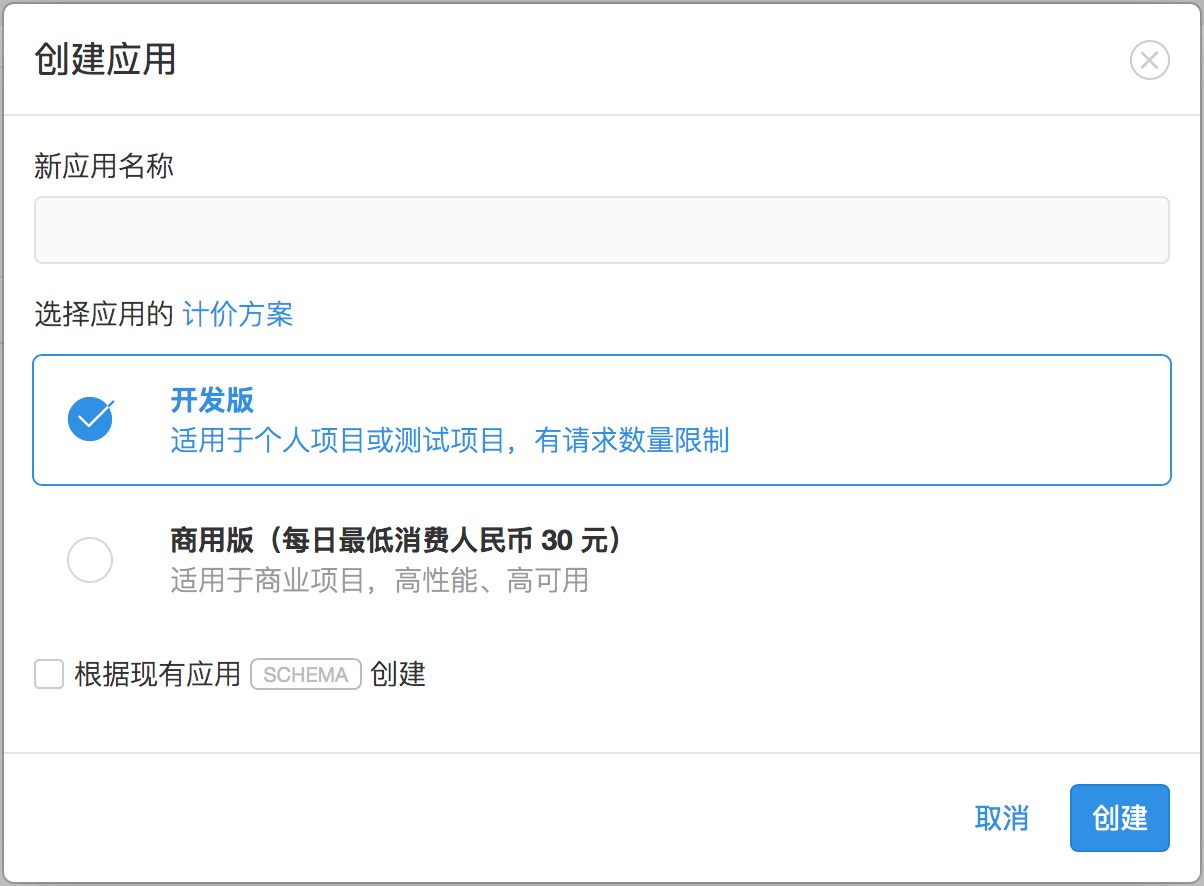 创建应用
新应用名称
选择应用的 计价方案
开发版
适用于个人项目或测试项目，有请求数量限制
商用版（每日最低消费人民币 30 元）
适用于商业项目，高性能、高可用
根据现有应用 SCHEMA 创建
取消 创建